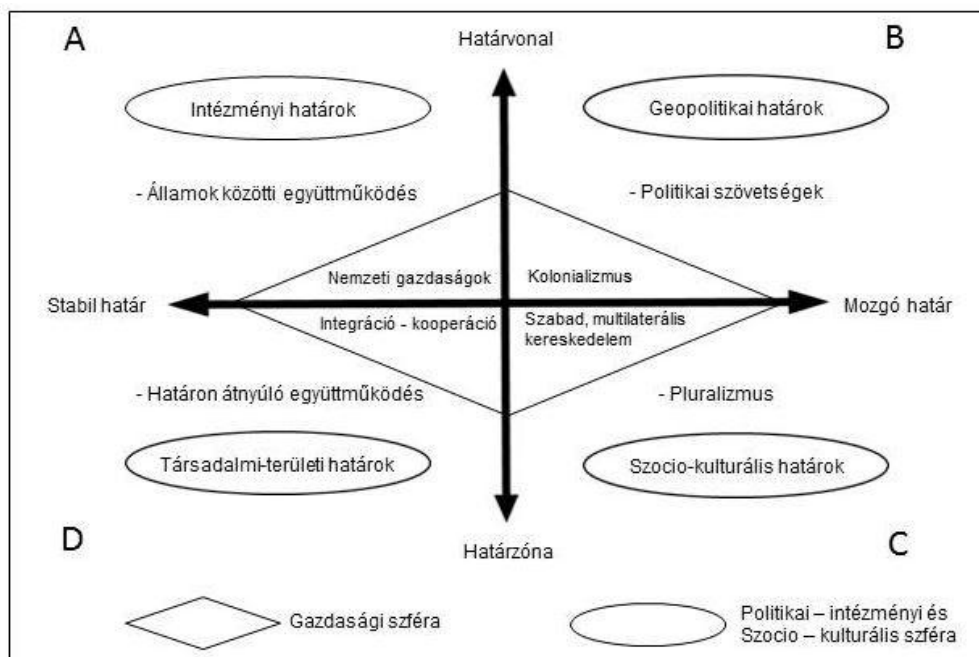 A
Határvonal
B
Intézményi határok
Geopolitikai határok
- Államok közötti együttműködés
- Politikai szövetségek
Nemzeti gazdaságok
Kolonializmus
Stabil határ
Mozgó határ
Integráció - kooperáció
Szabad, multilaterális
kereskedelem
- Határon átnyúló együttműködés
- Pluralizmus
Társadalmi-területi határok
Szocio-kulturális határok
D
Határzóna
C
Gazdasági szféra
Politikai – intézményi és
Szocio – kulturális szféra